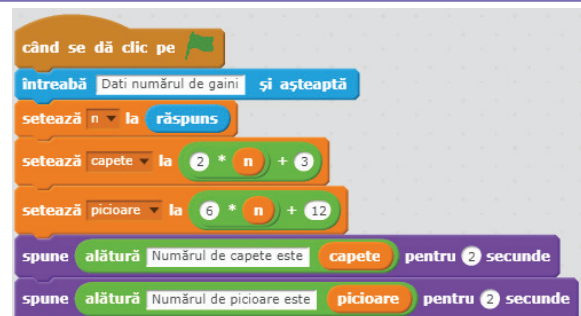 când se dă clic pe
întreabă Dati numărul de gaini și așteaptă
setează n la răspuns
setează capete la 2 * n + 3
setează picioare la 6 * n + 12
spune alătură Numărul de capete este capete pentru 2 secunde
spune alătură Numărul de picioare este picioare pentru 2 secunde